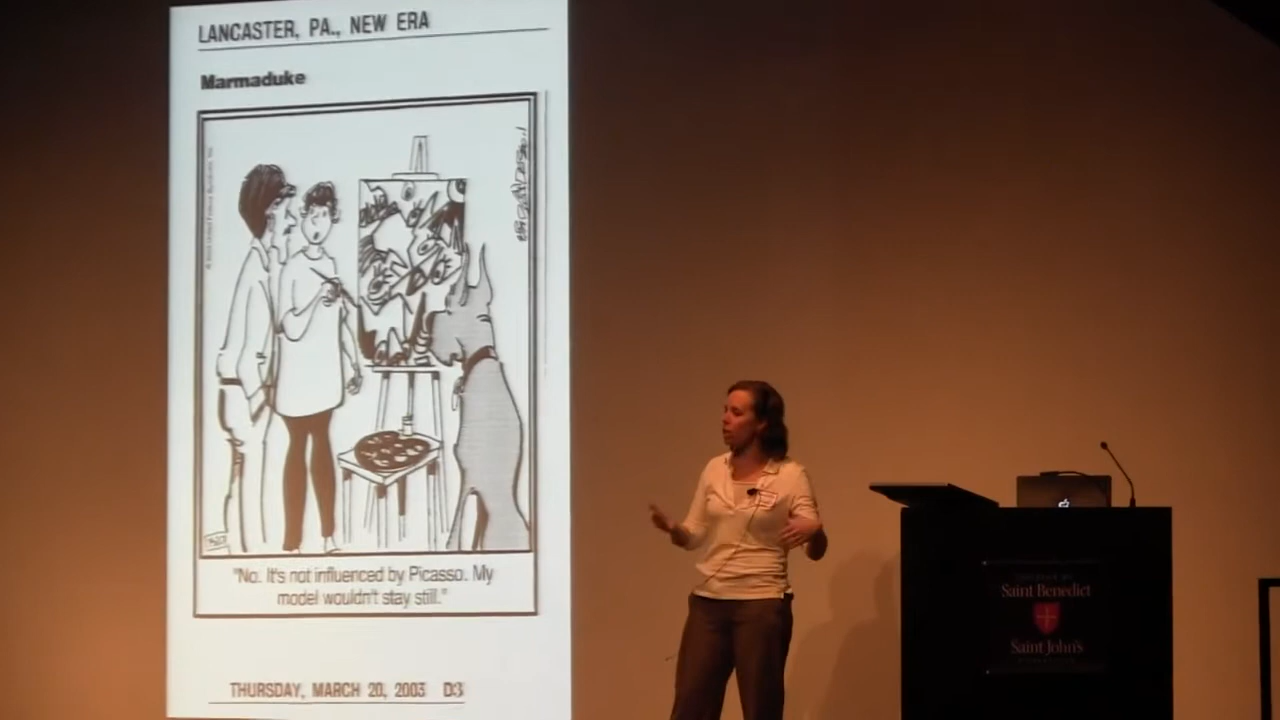 LANCASTER, PA., NEW ERA
Marmaduke
"No. It's not influenced by Picasso. My
model wouldn't stay still."
THURSDAY, MARCH 20, 2003 D3
Saint Benedict
Saint John's